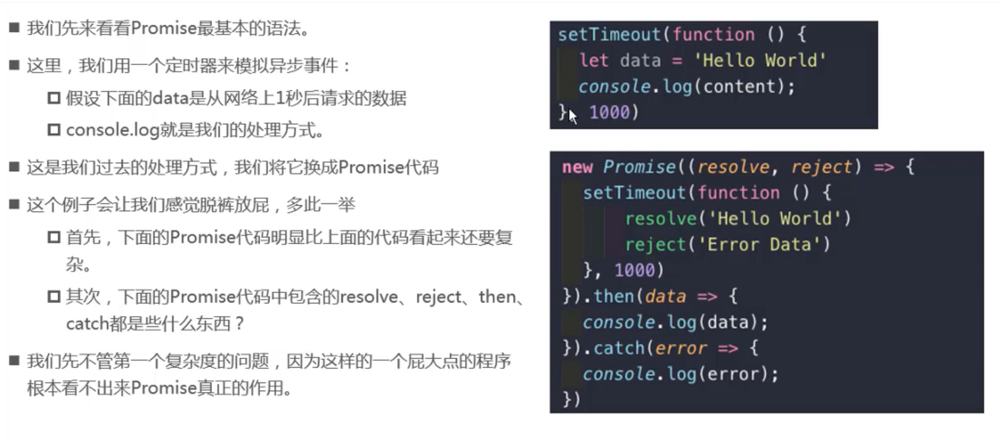 ■ 我们先来看看Promise最基本的语法。
■ 这里，我们用一个定时器来模拟异步事件：
假设下面的data是从网络上1秒后请求的数据
console.log就是我们的处理方式。
■ 这是我们过去的处理方式，我们将它换成Promise代码
■ 这个例子会让我们感觉脱裤放屁，多此一举
首先，下面的Promise代码明显比上面的代码看起来还要复
杂。
其次，下面的Promise代码中包含的resolve、reject、then、
catch都是些什么东西？
■ 我们先不管第一个复杂度的问题，因为这样的一个屁大点的程序
根本看不出来Promise真正的作用。
setTimeout(function () {
let data = 'Hello World'
console.log(content);
} 1000)
new Promise((resolve, reject) => {
setTimeout(function () {
resolve('Hello World')
reject('Error Data')
}, 1000)
}).then(data => {
console.log(data);
}).catch(error => {
console.log(error);
})